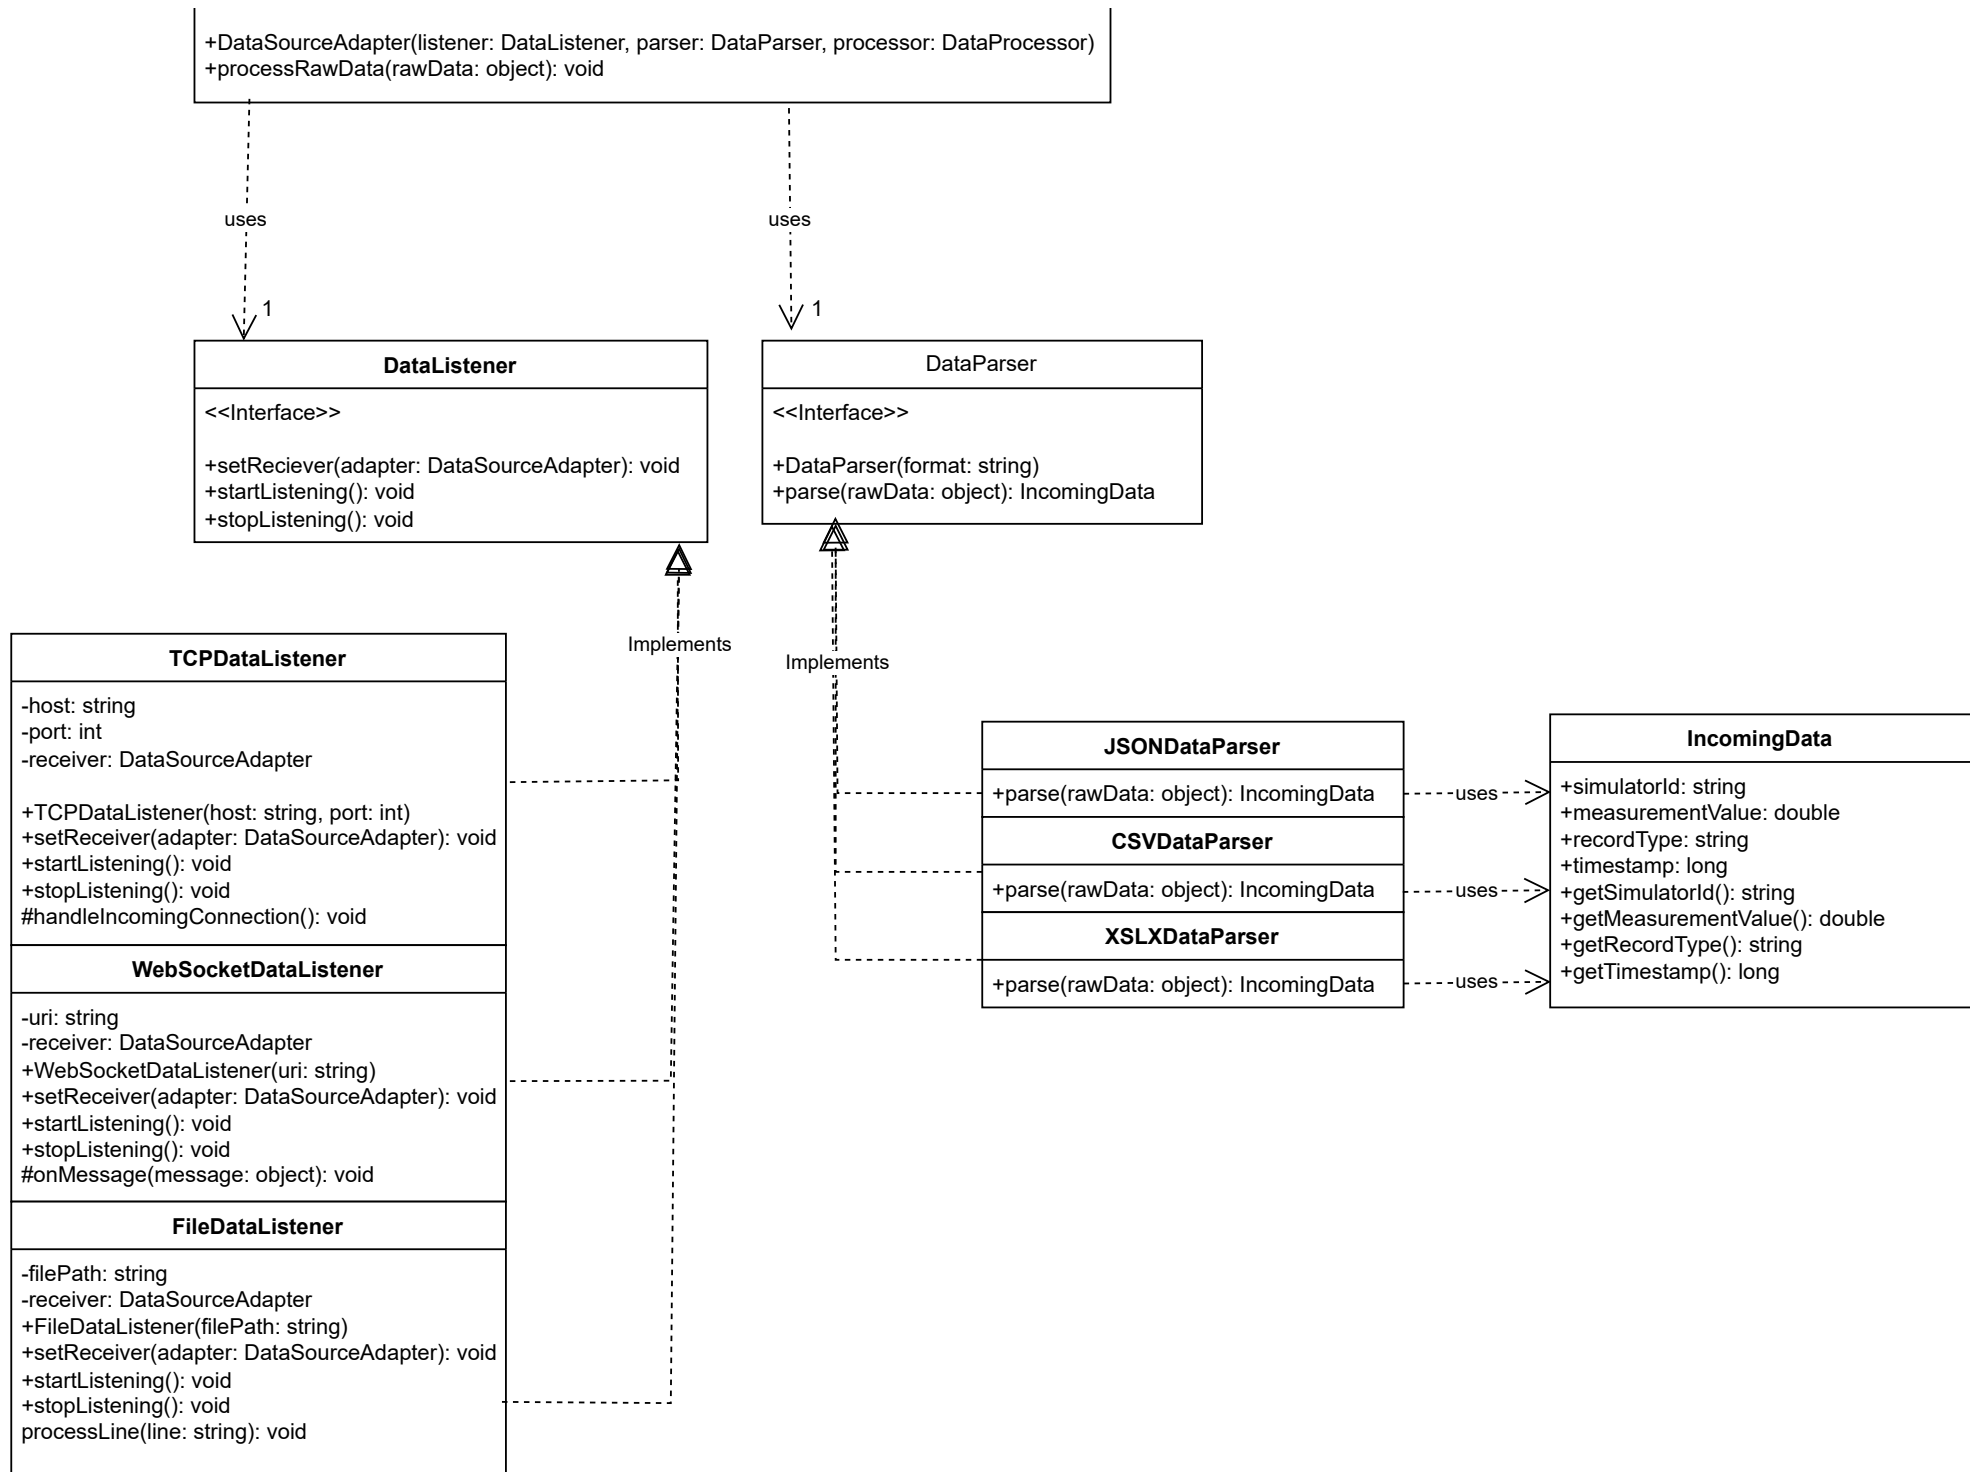 +DataSourceAdapter(listener: DataListener, parser: DataParser, processor: DataProcessor)
+processRawData(rawData: object): void
uses
uses
1
1
DataListener
<<Interface>>
+setReciever(adapter: DataSourceAdapter): void
+startListening(): void
+stopListening(): void
DataParser
<<Interface>>
+DataParser(format: string)
+parse(rawData: object): IncomingData
Implements
Implements
TCPDataListener
-host: string
-port: int
-receiver: DataSourceAdapter
+TCPDataListener(host: string, port: int)
+setReceiver(adapter: DataSourceAdapter): void
+startListening(): void
+stopListening(): void
#handleIncomingConnection(): void
WebSocketDataListener
-uri: string
-receiver: DataSourceAdapter
+WebSocketDataListener(uri: string)
+setReceiver(adapter: DataSourceAdapter): void
+startListening(): void
+stopListening(): void
#onMessage(message: object): void
FileDataListener
-filePath: string
-receiver: DataSourceAdapter
+FileDataListener(filePath: string)
+setReceiver(adapter: DataSourceAdapter): void
+startListening(): void
+stopListening(): void
processLine(line: string): void
JSONDataParser
+parse(rawData: object): IncomingData
CSVDataParser
+parse(rawData: object): IncomingData
XSLXDataParser
+parse(rawData: object): IncomingData
uses
uses
uses
IncomingData
+simulatorId: string
+measurementValue: double
+recordType: string
+timestamp: long
+getSimulatorId(): string
+getMeasurementValue(): double
+getRecordType(): string
+getTimestamp(): long